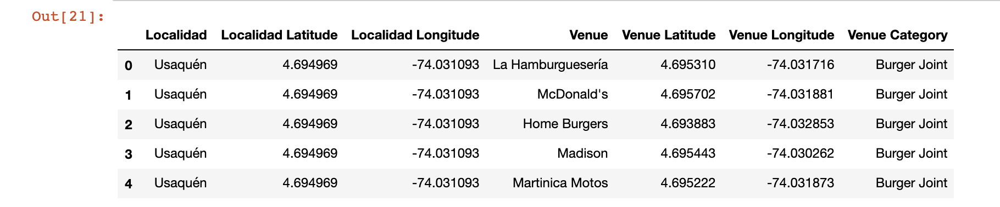 Out[21]:
Localidad Localidad Latitude Localidad Longitude Venue Venue Latitude Venue Longitude Venue Category
0 Usaquén 4.694969 -74.031093 La Hamburguesería 4.695310 -74.031716 Burger Joint
1 Usaquén 4.694969 -74.031093 McDonald's 4.695702 -74.031881 Burger Joint
2 Usaquén 4.694969 -74.031093 Home Burgers 4.693883 -74.032853 Burger Joint
3 Usaquén 4.694969 -74.031093 Madison 4.695443 -74.030262 Burger Joint
4 Usaquén 4.694969 -74.031093 Martinica Motos 4.695222 -74.031873 Burger Joint